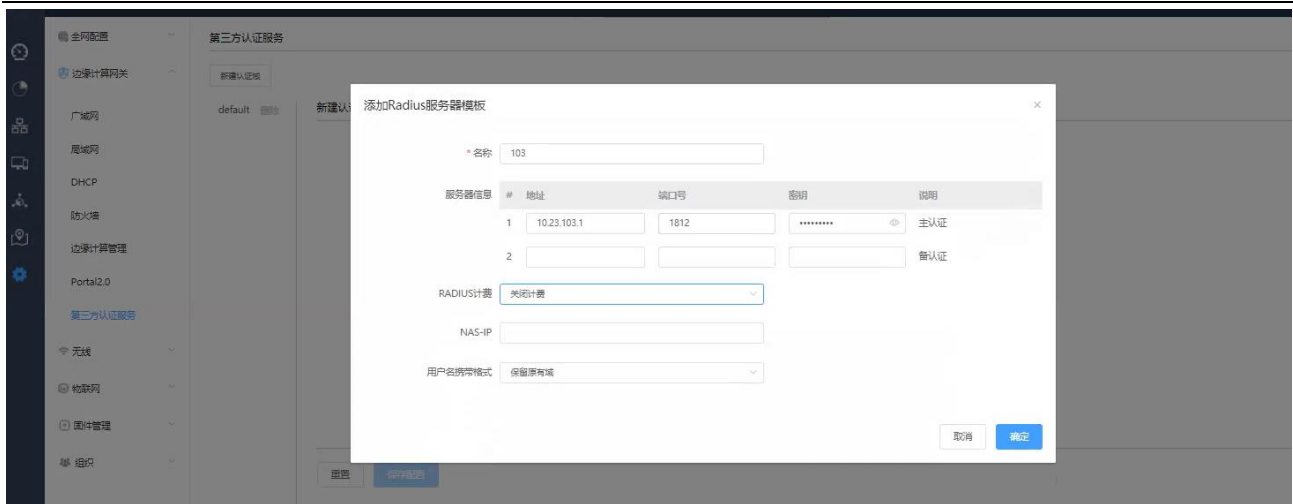 全网配置
边缘计算网关
广域网
局域网
DHCP
防火墙
边缘计算管理
Portal2.0
第三方认证服务
无线
物联网
固件管理
组织
第三方认证服务
新建认证域
default
新建认
添加Radius服务器模板
* 名称 103
服务器信息 # 地址 端口号 密钥 说明
1 10.23.103.1 1812 ••••••••• 主认证
2 备认证
RADIUS计费 关闭计费
NAS-IP
用户名携带格式 保留原有域
取消 确定
重置 保存配置